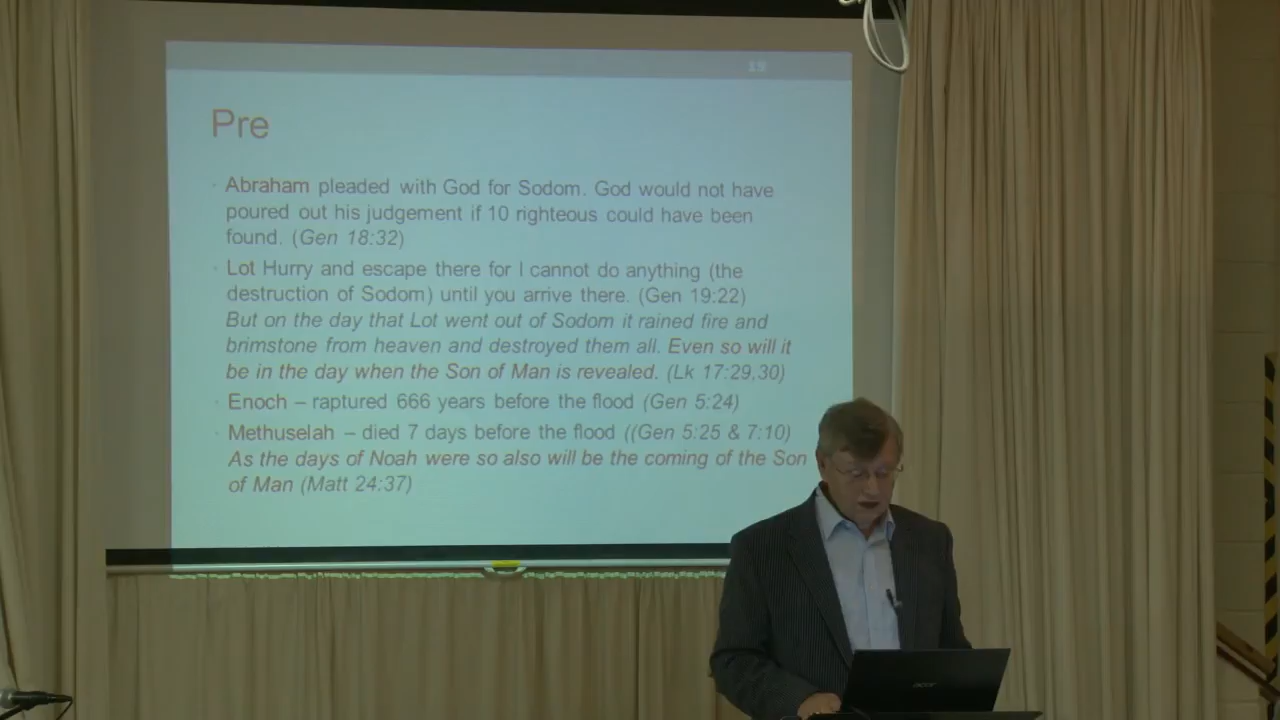 19
Pre
Abraham pleaded with God for Sodom. God would not have
poured out his judgement if 10 righteous could have been
found. (Gen 18:32)
Lot Hurry and escape there for I cannot do anything (the
destruction of Sodom) until you arrive there. (Gen 19:22)
But on the day that Lot went out of Sodom it rained fire and
brimstone from heaven and destroyed them all. Even so will it
be in the day when the Son of Man is revealed. (Lk 17:29,30)
Enoch – raptured 666 years before the flood (Gen 5:24)
Methuselah – died 7 days before the flood ((Gen 5:25 & 7:10)
As the days of Noah were so also will be the coming of the Son
of Man (Matt 24:37)
acer